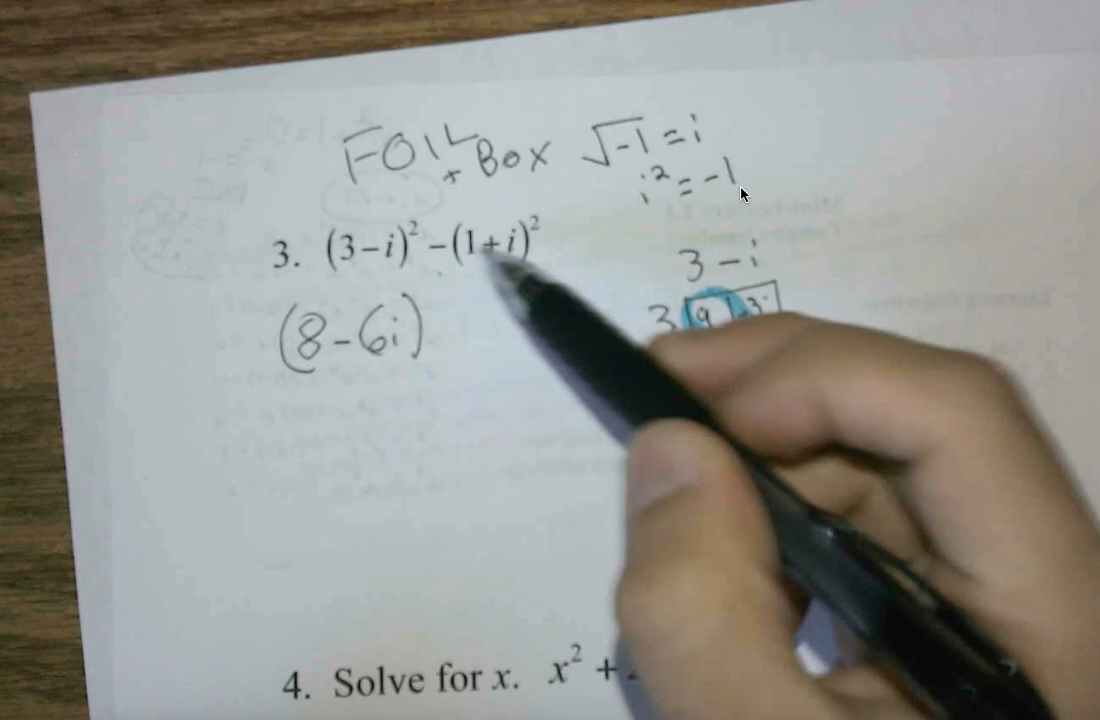 FOIL + Box √-1 = i
i² = -1
3. (3-i)² - (1+i)²
3 - i
(8-6i)
3 9 -3i
4. Solve for x. x² +